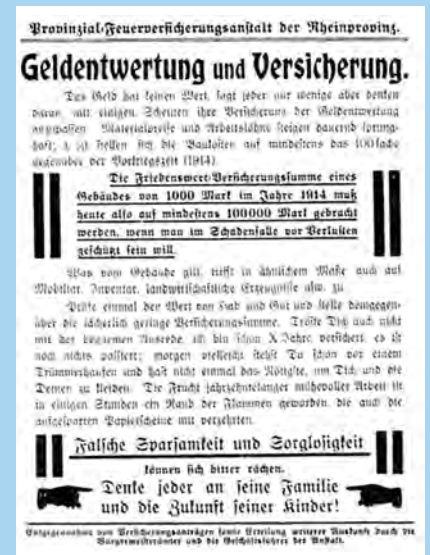 Provinzial-Feuerversicherungsanstalt der Rheinprovinz.
Geldentwertung und Versicherung.
Das Geld hat keinen Wert, sagt jeder, nur wenige aber denken
daran, mit einigen Scheinen ihre Versicherung der Geldentwertung
anzupassen. Materialpreise und Arbeitslöhne steigen dauernd sprung-
haft; z. Zt. stellen sich die Baukosten auf mindestens das 100fache
gegenüber der Vorkriegszeit (1914).
Die Friedenswert-Versicherungssumme eines
Gebäudes von 1000 Mark im Jahre 1914 muß
heute also auf mindestens 100000 Mark gebracht
werden, wenn man im Schadenfalle vor Verlusten
geschützt sein will.
Was vom Gebäude gilt, trifft in ähnlichem Maße auch auf
Mobiliar, Inventar, landwirtschaftliche Erzeugnisse usw. zu.
Prüfe einmal den Wert von Hab und Gut und stelle demgegen-
über die lächerlich geringe Versicherungssumme. Tröste Dich auch nicht
mit der bequemen Ausrede, ich bin schon X Jahre versichert, es ist
noch nichts passiert; morgen vielleicht stehst Du schon vor einem
Trümmerhaufen und hast nicht das Nötigste, um Dich und die
Deinen zu kleiden. Die Frucht jahrzehntelanger mühevoller Arbeit ist
in einigen Stunden ein Raub der Flammen geworden, die auch die
aufgesparten Papierscheine mit verzehrten.
Falsche Sparsamkeit und Sorglosigkeit
können sich bitter rächen.
Denke jeder an seine Familie
und die Zukunft seiner Kinder!
Entgegennahme von Versicherungsanträgen sowie Erteilung weiterer Auskunft durch die
Bürgermeisterämter und die Geschäftsführer der Anstalt.